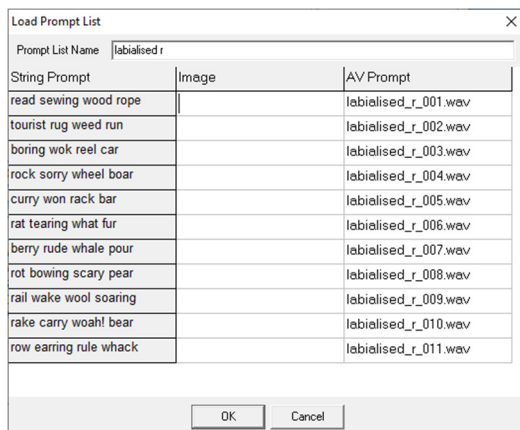 Load Prompt List
Prompt List Name labialised r
String Prompt Image AV Prompt
read sewing wood rope labialised_r_001.wav
tourist rug weed run labialised_r_002.wav
boring wok reel car labialised_r_003.wav
rock sorry wheel boar labialised_r_004.wav
curry won rack bar labialised_r_005.wav
rat tearing what fur labialised_r_006.wav
berry rude whale pour labialised_r_007.wav
rot bowing scary pear labialised_r_008.wav
rail wake wool soaring labialised_r_009.wav
rake carry woah! bear labialised_r_010.wav
row earring rule whack labialised_r_011.wav
OK Cancel